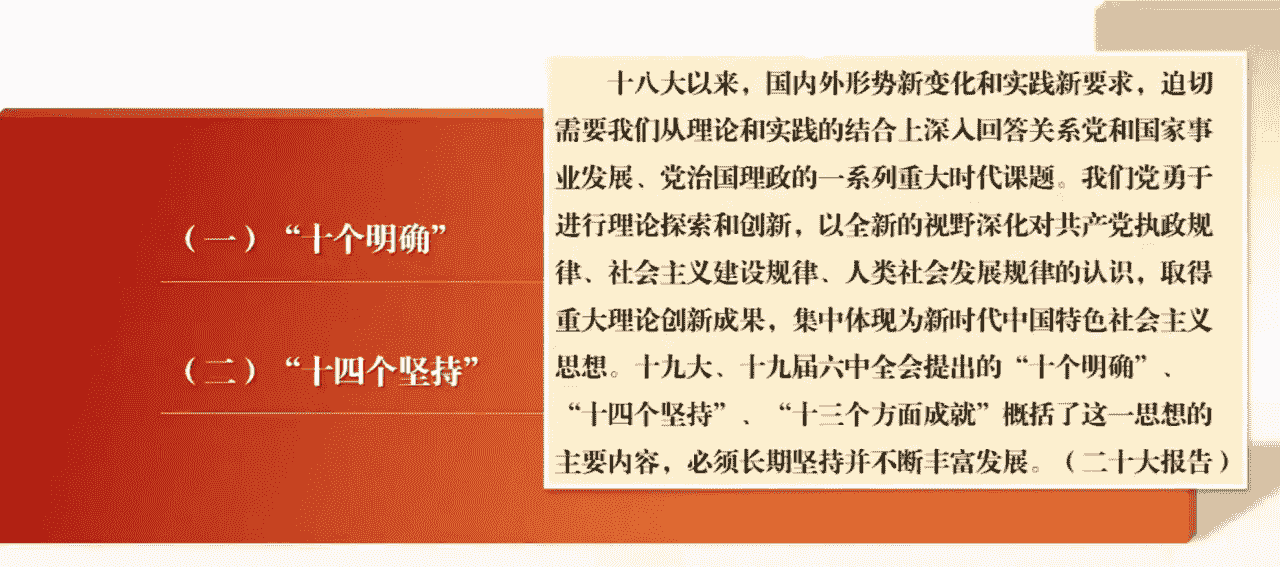 （一）“十个明确”
（二）“十四个坚持”
十八大以来，国内外形势新变化和实践新要求，迫切
需要我们从理论和实践的结合上深入回答关系党和国家事
业发展、党治国理政的一系列重大时代课题。我们党勇于
进行理论探索和创新，以全新的视野深化对共产党执政规
律、社会主义建设规律、人类社会发展规律的认识，取得
重大理论创新成果，集中体现为新时代中国特色社会主义
思想。十九大、十九届六中全会提出的“十个明确”、
“十四个坚持”、“十三个方面成就”概括了这一思想的
主要内容，必须长期坚持并不断丰富发展。（二十大报告）